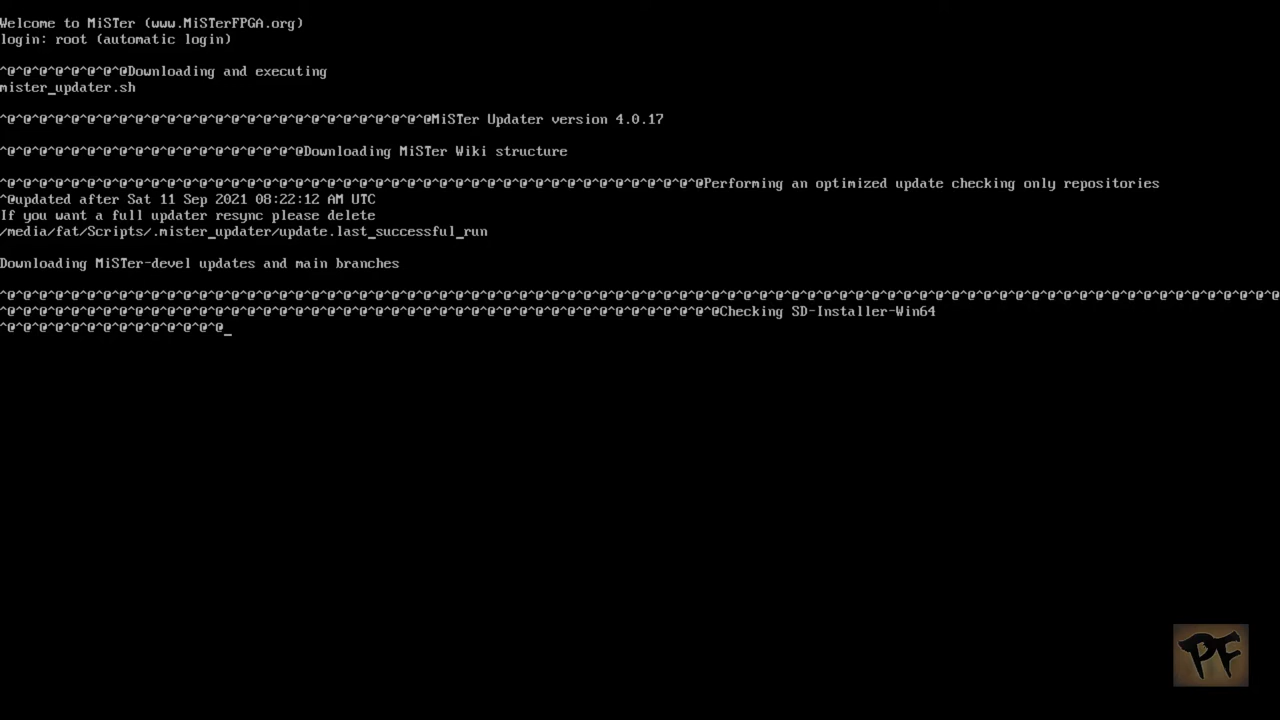 Welcome to MiSTer (www.MiSTerFPGA.org)
login: root (automatic login)
^@^@^@^@^@^@^@^@Downloading and executing
mister_updater.sh
^@^@^@^@^@^@^@^@^@^@^@^@^@^@^@^@^@^@^@^@^@^@^@^@^@^@^@MiSTer Updater version 4.0.17
^@^@^@^@^@^@^@^@^@^@^@^@^@^@^@^@^@^@^@Downloading MiSTer Wiki structure
^@^@^@^@^@^@^@^@^@^@^@^@^@^@^@^@^@^@^@^@^@^@^@^@^@^@^@^@^@^@^@^@^@^@^@^@^@^@^@^@^@^@^@^@Performing an optimized update checking only repositories
^@updated after Sat 11 Sep 2021 08:22:12 AM UTC
If you want a full updater resync please delete
/media/fat/Scripts/.mister_updater/update.last_successful_run
Downloading MiSTer-devel updates and main branches
^@^@^@^@^@^@^@^@^@^@^@^@^@^@^@^@^@^@^@^@^@^@^@^@^@^@^@^@^@^@^@^@^@^@^@^@^@^@^@^@^@^@^@^@^@^@^@^@^@^@^@^@^@^@^@^@^@^@^@^@^@^@^@^@^@^@^@^@^@^@^@^@^@^@^@^@^@^@^@^@
^@^@^@^@^@^@^@^@^@^@^@^@^@^@^@^@^@^@^@^@^@^@^@^@^@^@^@^@^@^@^@^@^@^@^@^@^@^@^@^@^@^@^@^@^@Checking SD-Installer-Win64
^@^@^@^@^@^@^@^@^@^@^@^@^@^@_
PF